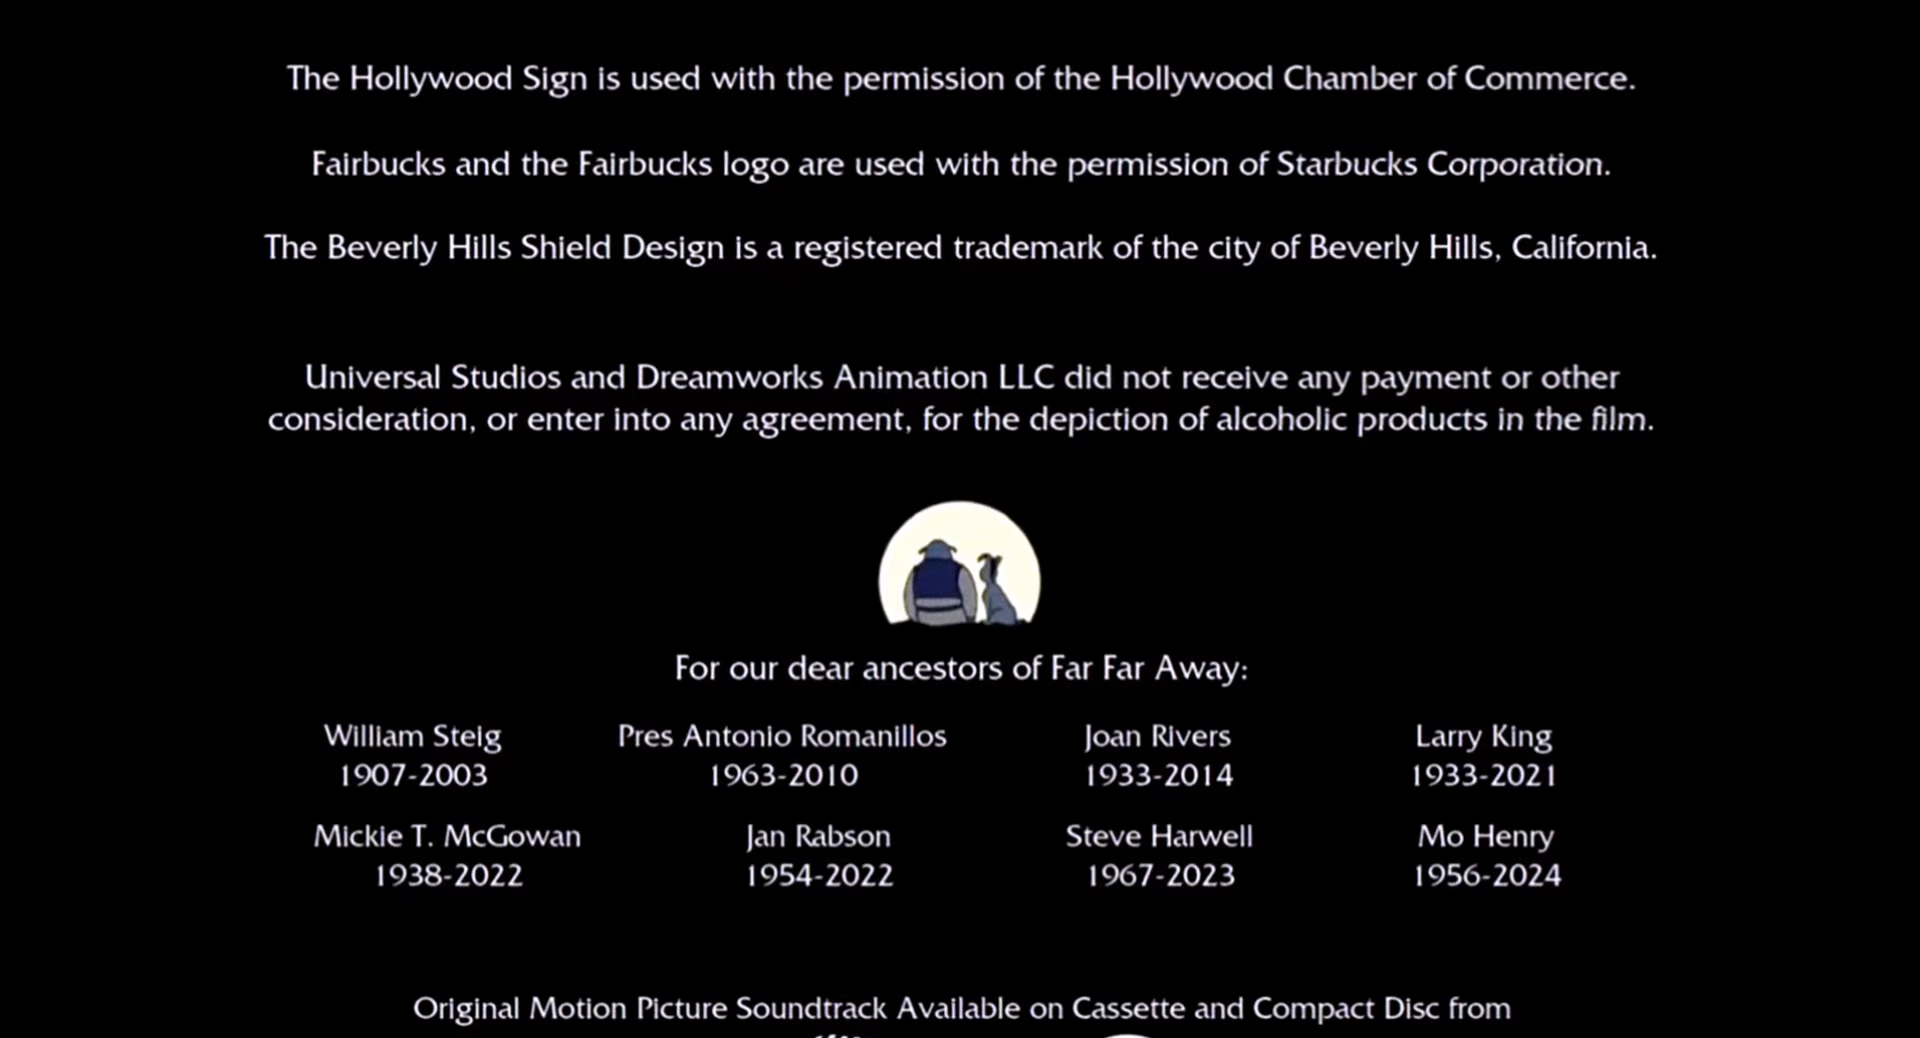 The Hollywood Sign is used with the permission of the Hollywood Chamber of Commerce.
Fairbucks and the Fairbucks logo are used with the permission of Starbucks Corporation.
The Beverly Hills Shield Design is a registered trademark of the city of Beverly Hills, California.
Universal Studios and Dreamworks Animation LLC did not receive any payment or other
consideration, or enter into any agreement, for the depiction of alcoholic products in the film.
For our dear ancestors of Far Far Away:
William Steig
1907-2003
Pres Antonio Romanillos
1963-2010
Joan Rivers
1933-2014
Larry King
1933-2021
Mickie T. McGowan
1938-2022
Jan Rabson
1954-2022
Steve Harwell
1967-2023
Mo Henry
1956-2024
Original Motion Picture Soundtrack Available on Cassette and Compact Disc from